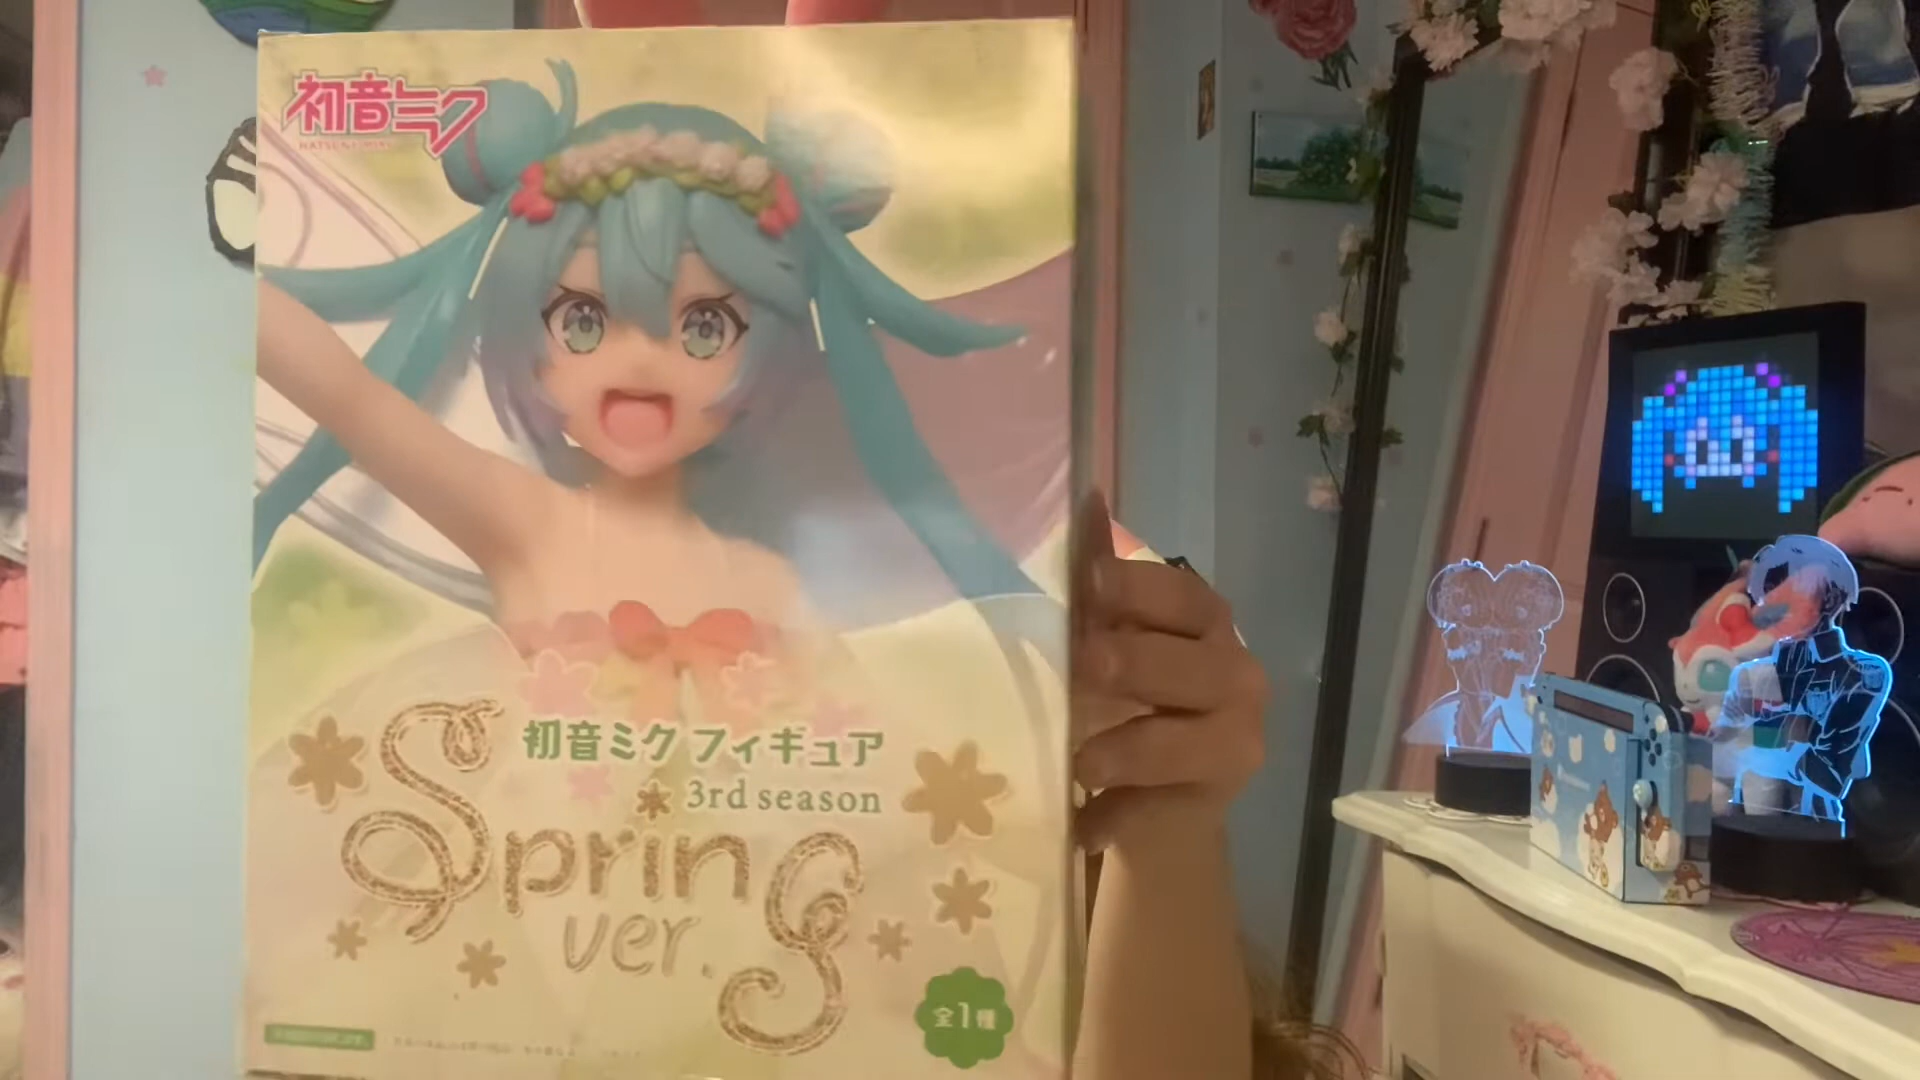 初音ミク
HATSUNE MIKU
初音ミク フィギュア
3rd season
Spring
ver.
全1種